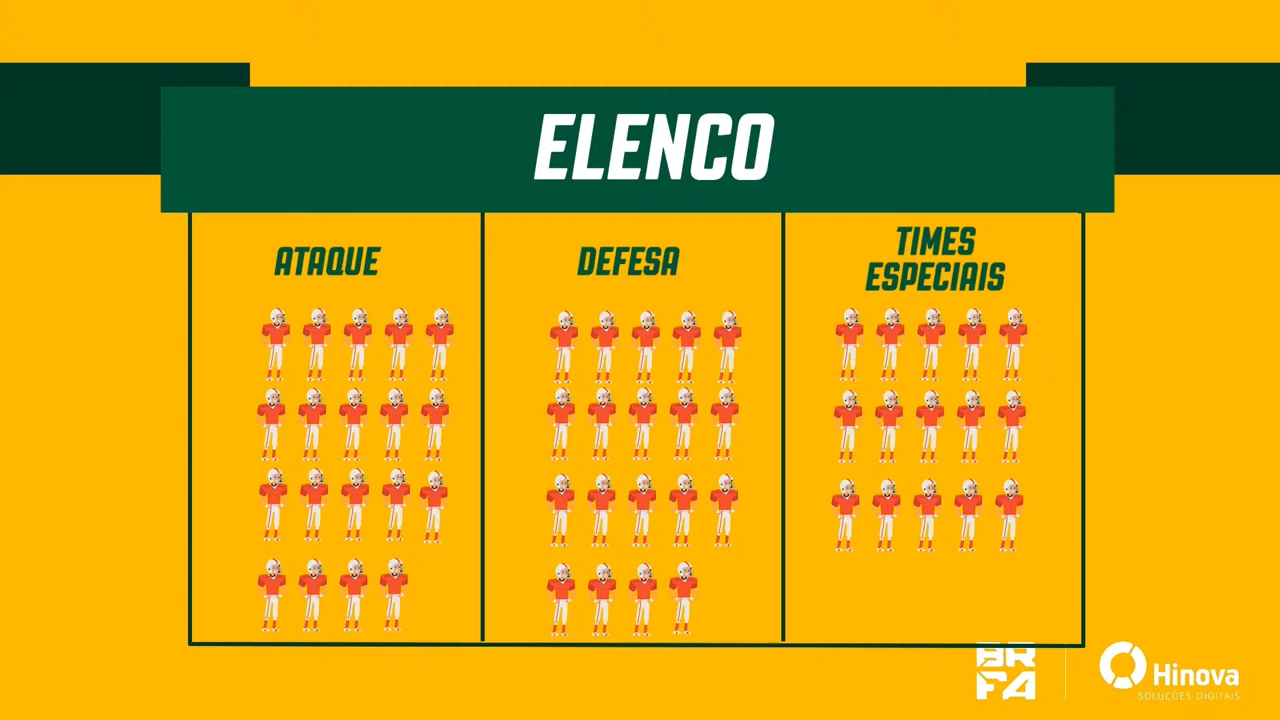 ELENCO
ATAQUE
DEFESA
TIMES
ESPECIAIS
BR
FA
Hinova
SOLUÇÕES DIGITAIS